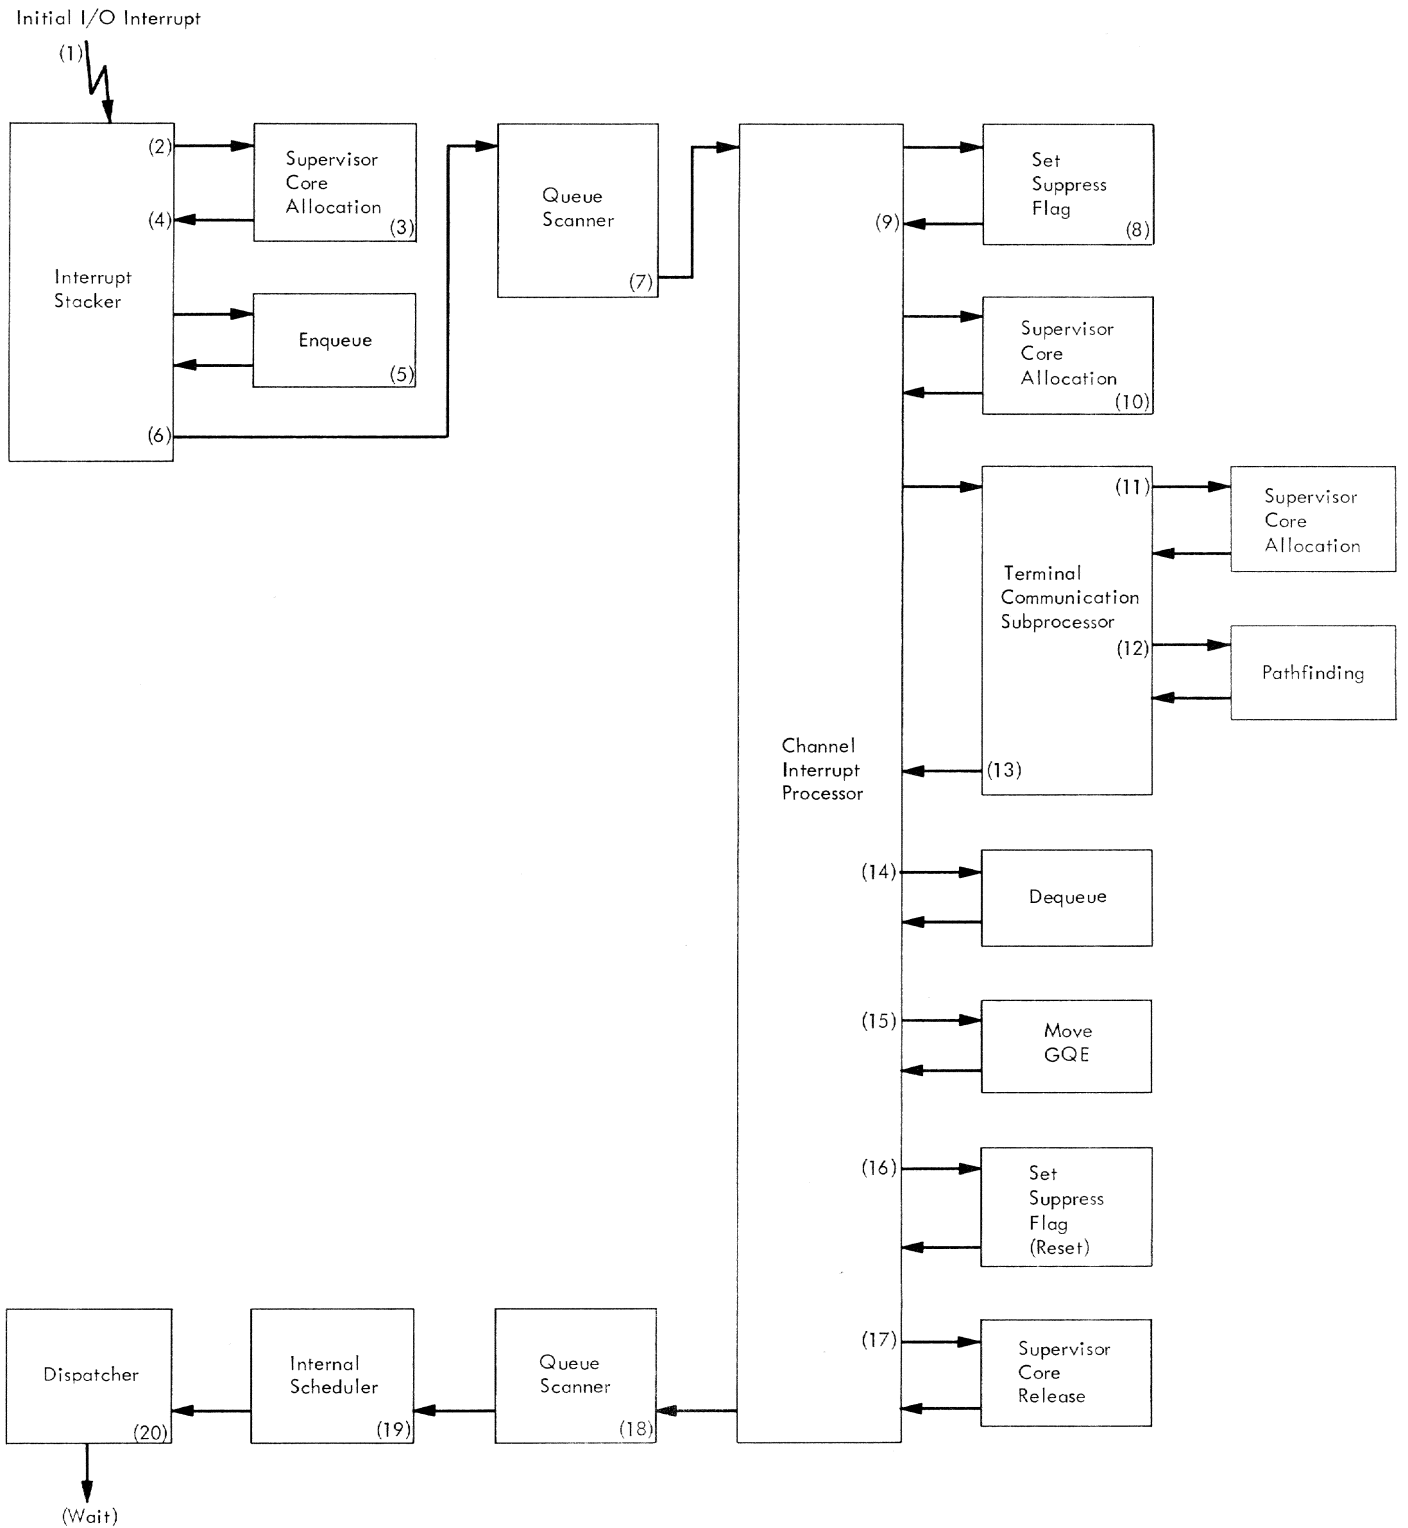 Initial I/O Interrupt
(1)
(2)
(4)
Interrupt
Stacker
(6)
Supervisor
Core
Allocation
(3)
Enqueue
(5)
Queue
Scanner
(7)
Channel
Interrupt
Processor
(9)
Set
Suppress
Flag
(8)
Supervisor
Core
Allocation
(10)
(11)
Terminal
Communication
Subprocessor
(12)
(13)
Supervisor
Core
Allocation
Pathfinding
(14)
Dequeue
(15)
Move
GQE
(16)
Set
Suppress
Flag
(Reset)
(17)
Supervisor
Core
Release
Queue
Scanner
(18)
Internal
Scheduler
(19)
Dispatcher
(20)
(Wait)